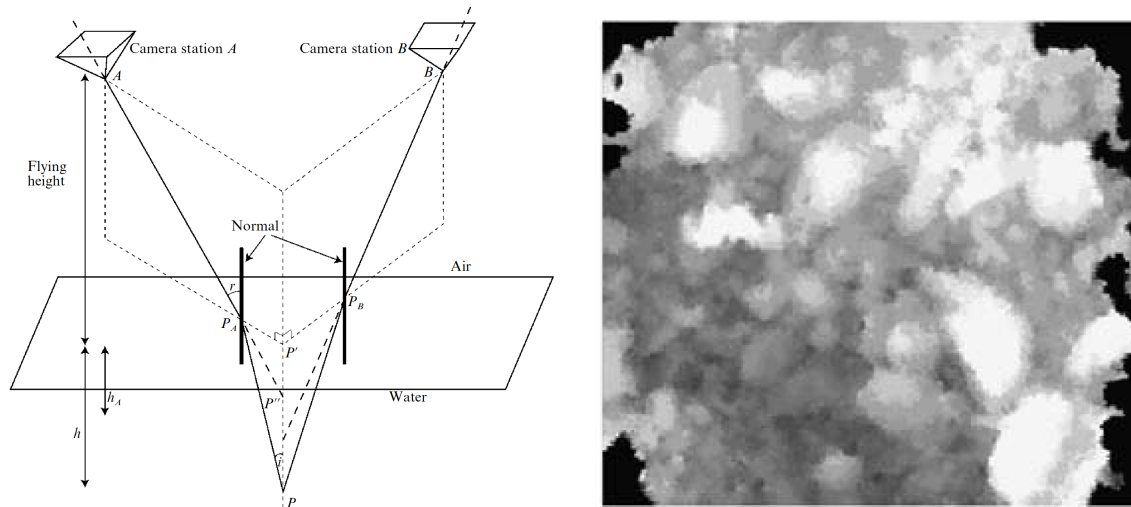 Camera station A
Camera station B
A
B
Flying
height
Normal
Air
r
P_A
P_B
P'
P''
Water
h_A
h
i
P